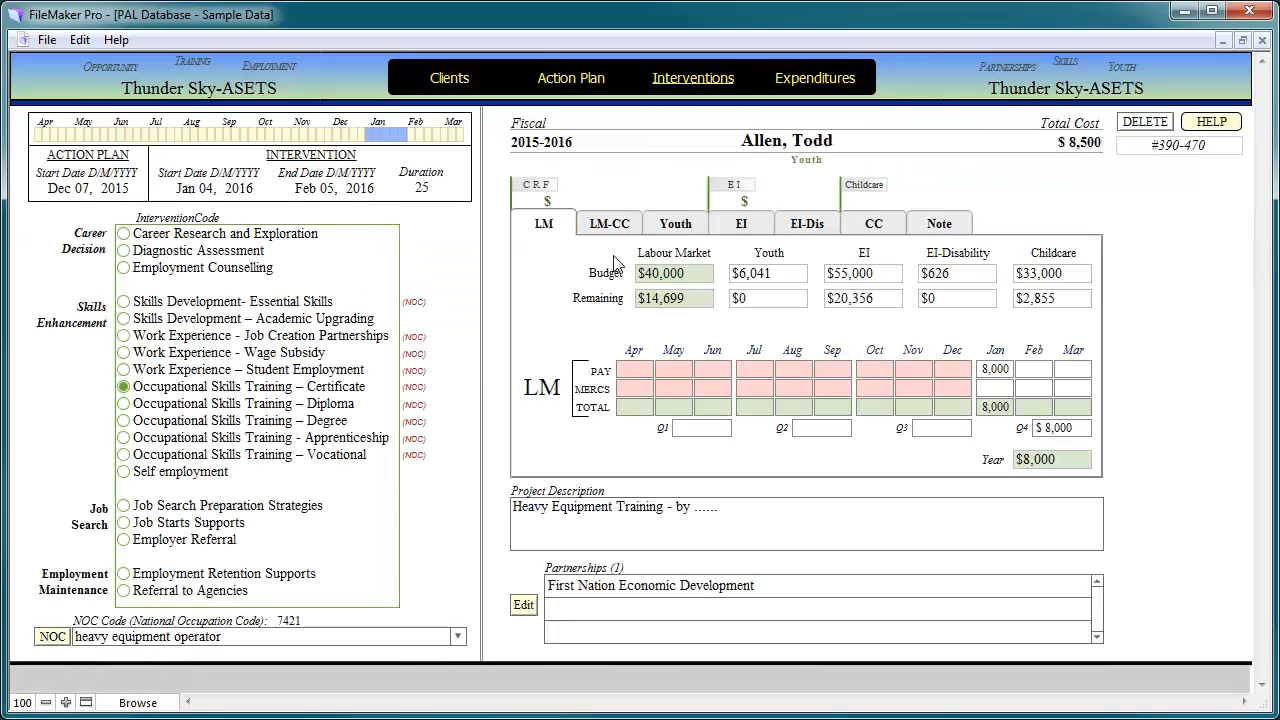 FileMaker Pro - [PAL Database - Sample Data]
File Edit Help
OPPORTUNITY TRAINING EMPLOYMENT
Thunder Sky-ASETS
Clients Action Plan Interventions Expenditures
PARTNERSHIPS SKILLS YOUTH
Thunder Sky-ASETS
Apr May Jun Jul Aug Sep Oct Nov Dec Jan Feb Mar
ACTION PLAN INTERVENTION
Start Date D/M/YYYY Start Date D/M/YYYY End Date D/M/YYYY Duration
Dec 07, 2015 Jan 04, 2016 Feb 05, 2016 25
InterventionCode
Career Decision
Career Research and Exploration
Diagnostic Assessment
Employment Counselling
Skills Enhancement
Skills Development- Essential Skills (NOC)
Skills Development – Academic Upgrading
Work Experience - Job Creation Partnerships (NOC)
Work Experience - Wage Subsidy (NOC)
Work Experience – Student Employment (NOC)
Occupational Skills Training – Certificate (NOC)
Occupational Skills Training – Diploma (NOC)
Occupational Skills Training – Degree (NOC)
Occupational Skills Training - Apprenticeship (NOC)
Occupational Skills Training – Vocational (NOC)
Self employment
Job Search
Job Search Preparation Strategies
Job Starts Supports
Employer Referral
Employment Maintenance
Employment Retention Supports
Referral to Agencies
NOC Code (National Occupation Code): 7421
NOC heavy equipment operator
Fiscal Total Cost DELETE HELP
2015-2016 Allen, Todd $ 8,500 #390-470
Youth
C R F E I Childcare
$ $
LM LM-CC Youth EI EI-Dis CC Note
Labour Market Youth EI EI-Disability Childcare
Budget $40,000 $6,041 $55,000 $626 $33,000
Remaining $14,699 $0 $20,356 $0 $2,855
Apr May Jun Jul Aug Sep Oct Nov Dec Jan Feb Mar
LM
PAY 8,000
MERCS
TOTAL 8,000
Q1 Q2 Q3 Q4 $ 8,000
Year $8,000
Project Description
Heavy Equipment Training - by ......
Partnerships (1)
First Nation Economic Development
Edit
100 Browse